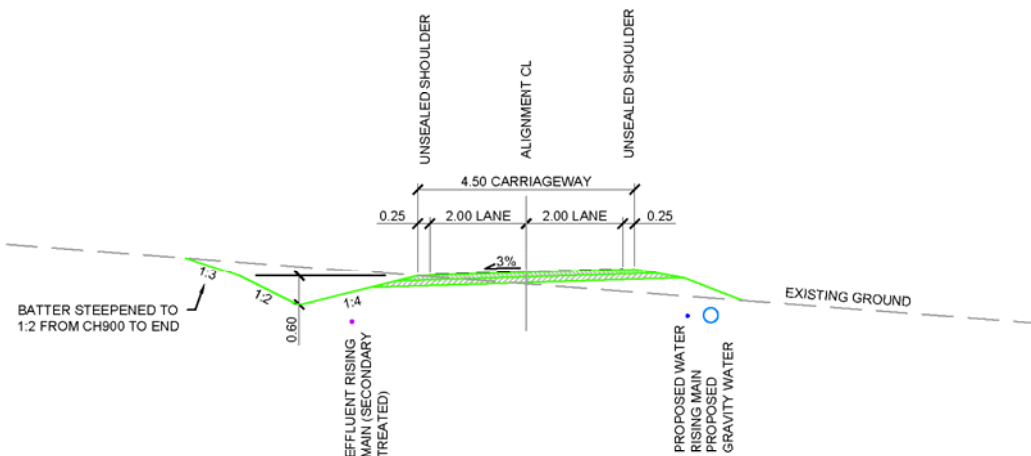 UNSEALED SHOULDER
ALIGNMENT CL
UNSEALED SHOULDER
4.50 CARRIAGEWAY
0.25
2.00 LANE
2.00 LANE
0.25
3%
1:3
1:2
1:4
0.60
BATTER STEEPENED TO
1:2 FROM CH900 TO END
EXISTING GROUND
EFFLUENT RISING
MAIN (SECONDARY
TREATED)
PROPOSED WATER
RISING MAIN
PROPOSED
GRAVITY WATER